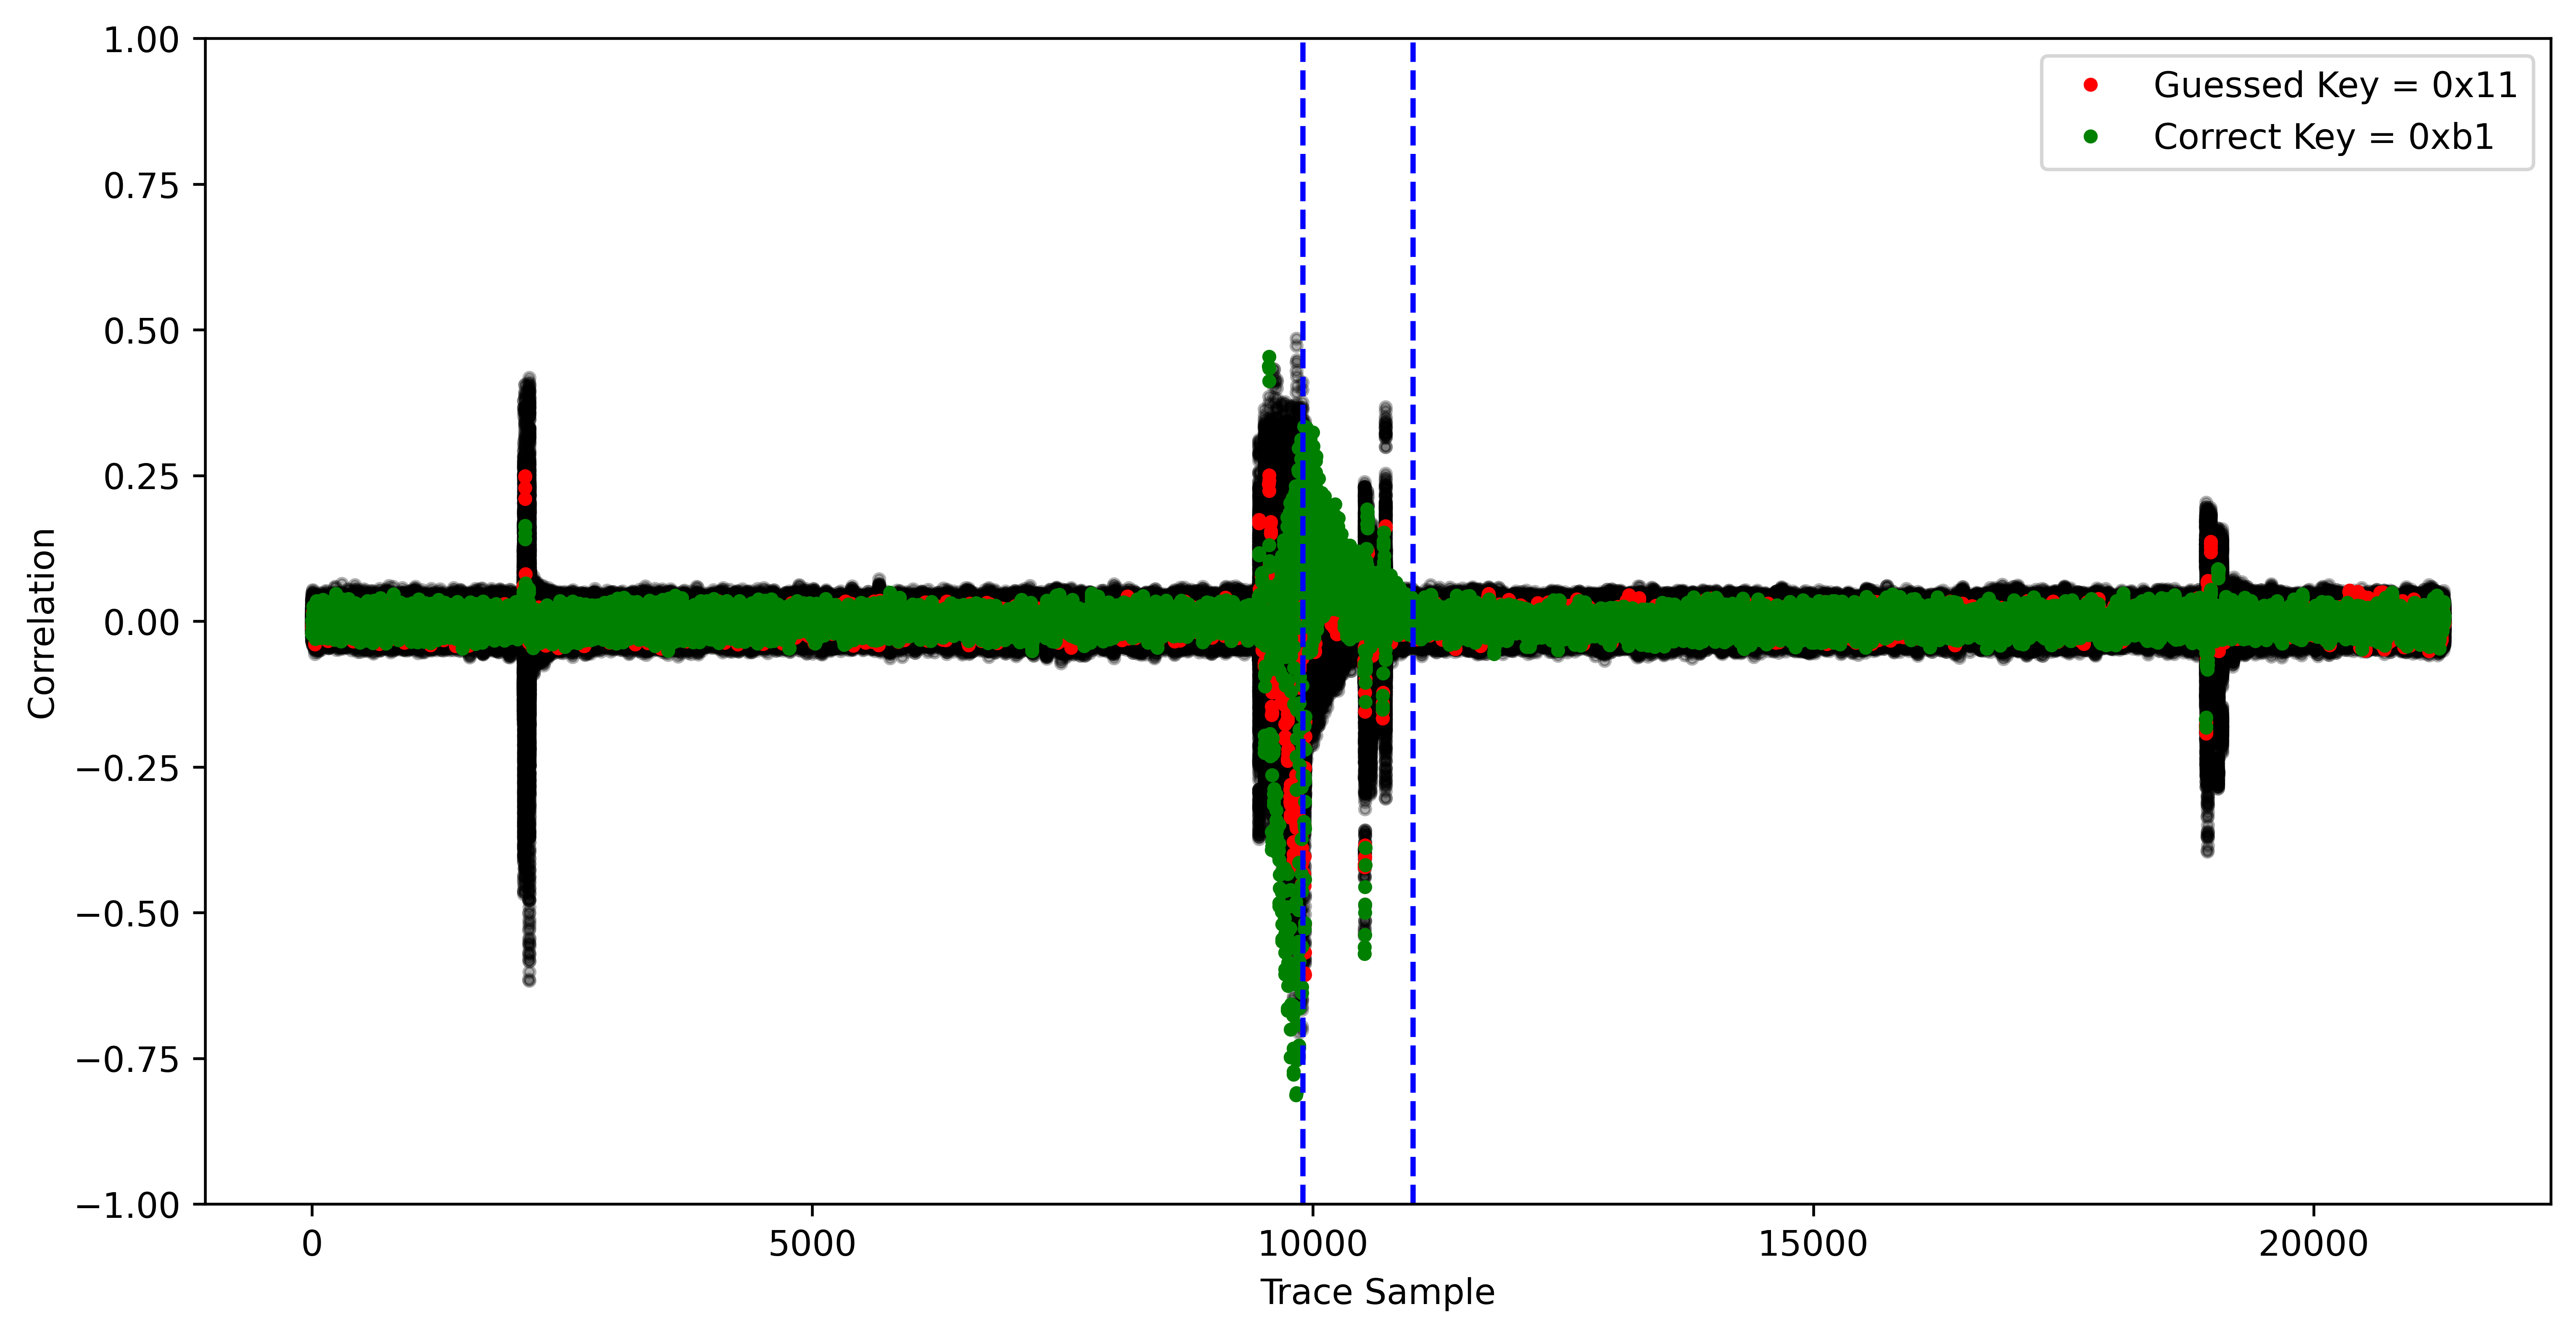 1.00
0.75
0.50
0.25
0.00
−0.25
−0.50
−0.75
−1.00
Correlation
Guessed Key = 0x11
Correct Key = 0xb1
0 5000 10000 15000 20000
Trace Sample